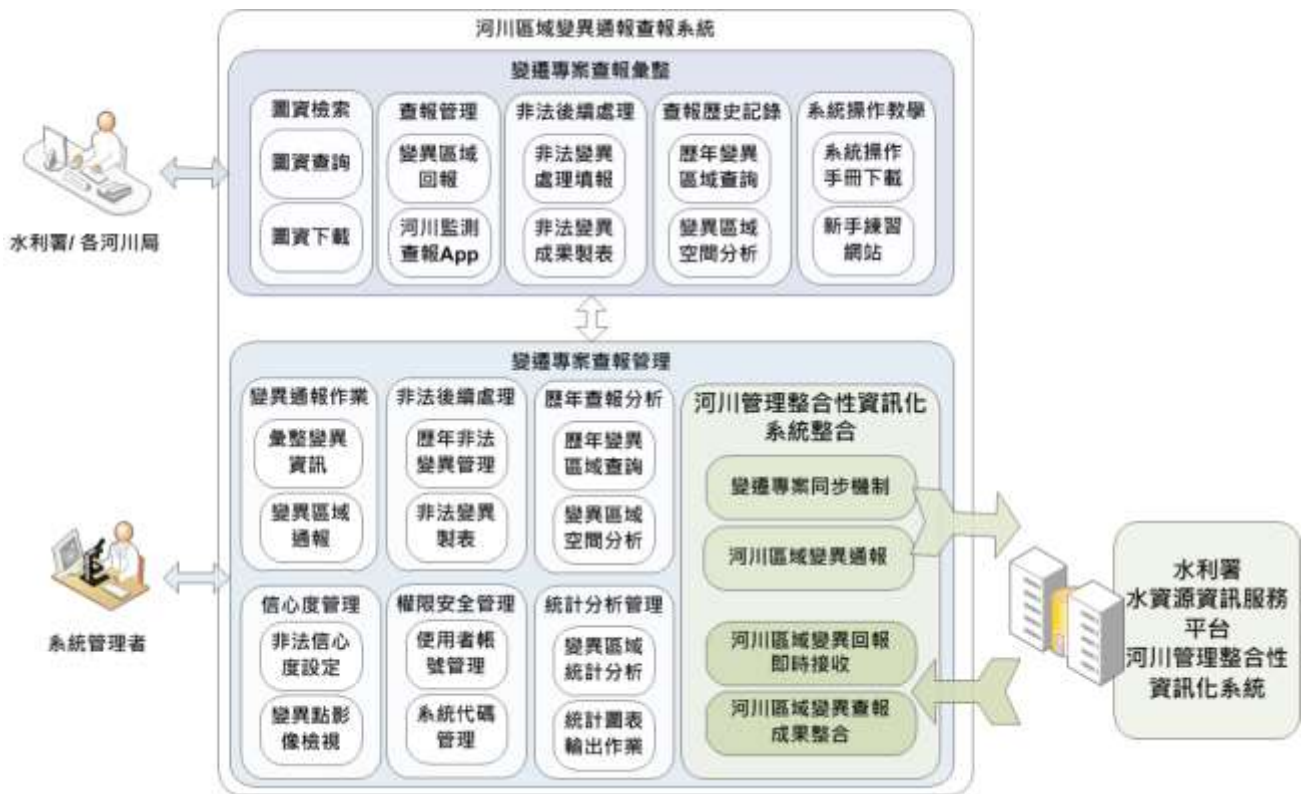 河川區域變異通報查報系統
變遷專案查報彙整
圖資檢索
圖資查詢
圖資下載
查報管理
變異區域
回報
河川監測
查報App
非法後續處理
非法變異
處理填報
非法變異
成果製表
查報歷史記錄
歷年變異
區域查詢
變異區域
空間分析
系統操作教學
系統操作
手冊下載
新手練習
網站
水利署/ 各河川局
變遷專案查報管理
變異通報作業
彙整變異
資訊
變異區域
通報
非法後續處理
歷年非法
變異管理
非法變異
製表
歷年查報分析
歷年變異
區域查詢
變異區域
空間分析
信心度管理
非法信心
度設定
變異點影
像檢視
權限安全管理
使用者帳
號管理
系統代碼
管理
統計分析管理
變異區域
統計分析
統計圖表
輸出作業
河川管理整合性資訊化
系統整合
變遷專案同步機制
河川區域變異通報
河川區域變異回報
即時接收
河川區域變異查報
成果整合
系統管理者
水利署
水資源資訊服務
平台
河川管理整合性
資訊化系統